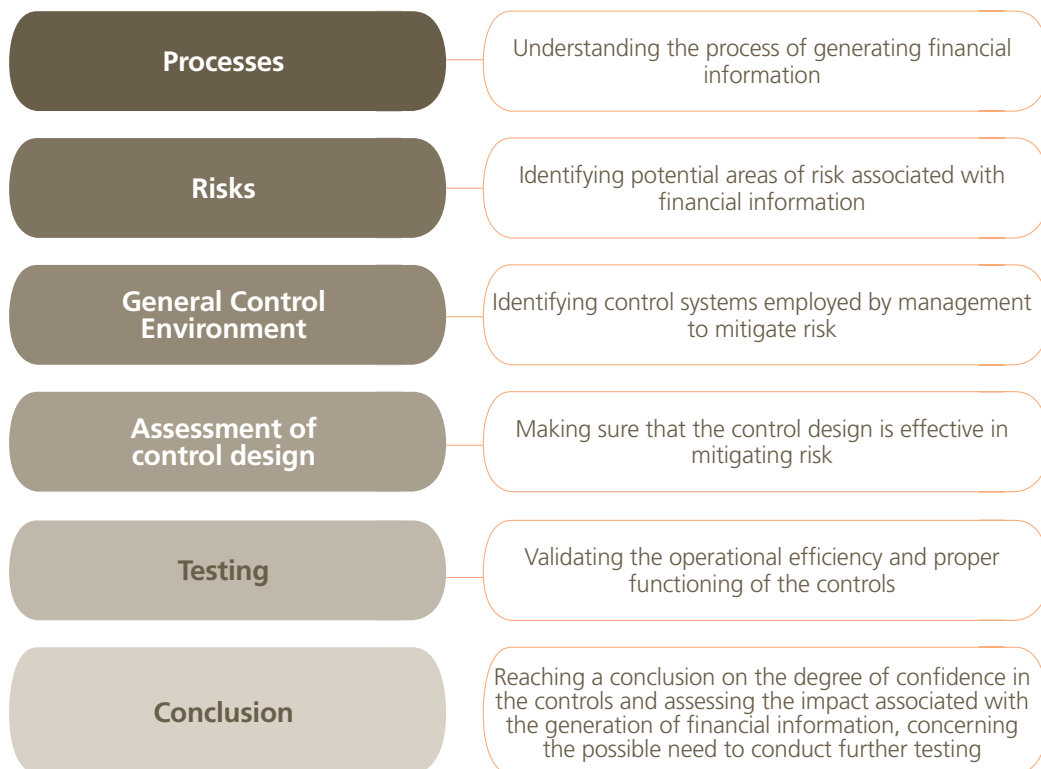 Processes
Understanding the process of generating financial
information
Risks
Identifying potential areas of risk associated with
financial information
General Control
Environment
Identifying control systems employed by management
to mitigate risk
Assessment of
control design
Making sure that the control design is effective in
mitigating risk
Testing
Validating the operational efficiency and proper
functioning of the controls
Conclusion
Reaching a conclusion on the degree of confidence in
the controls and assessing the impact associated with
the generation of financial information, concerning
the possible need to conduct further testing